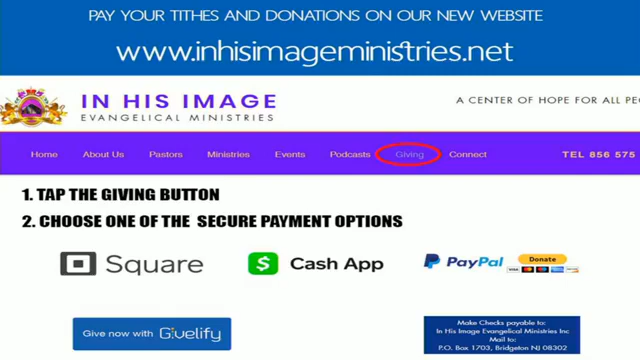 PAY YOUR TITHES AND DONATIONS ON OUR NEW WEBSITE
www.inhisimageministries.net
IN HIS IMAGE
EVANGELICAL MINISTRIES
A CENTER OF HOPE FOR ALL PE
Home About Us Pastors Ministries Events Podcasts Giving Connect TEL 856 575
1. TAP THE GIVING BUTTON
2. CHOOSE ONE OF THE SECURE PAYMENT OPTIONS
Square
$ Cash App
PayPal
Donate
VISA
Give now with Givelify
Make Checks payable to:
In His Image Evangelical Ministries Inc
Mail to:
P.O. Box 1703, Bridgeton NJ 08302